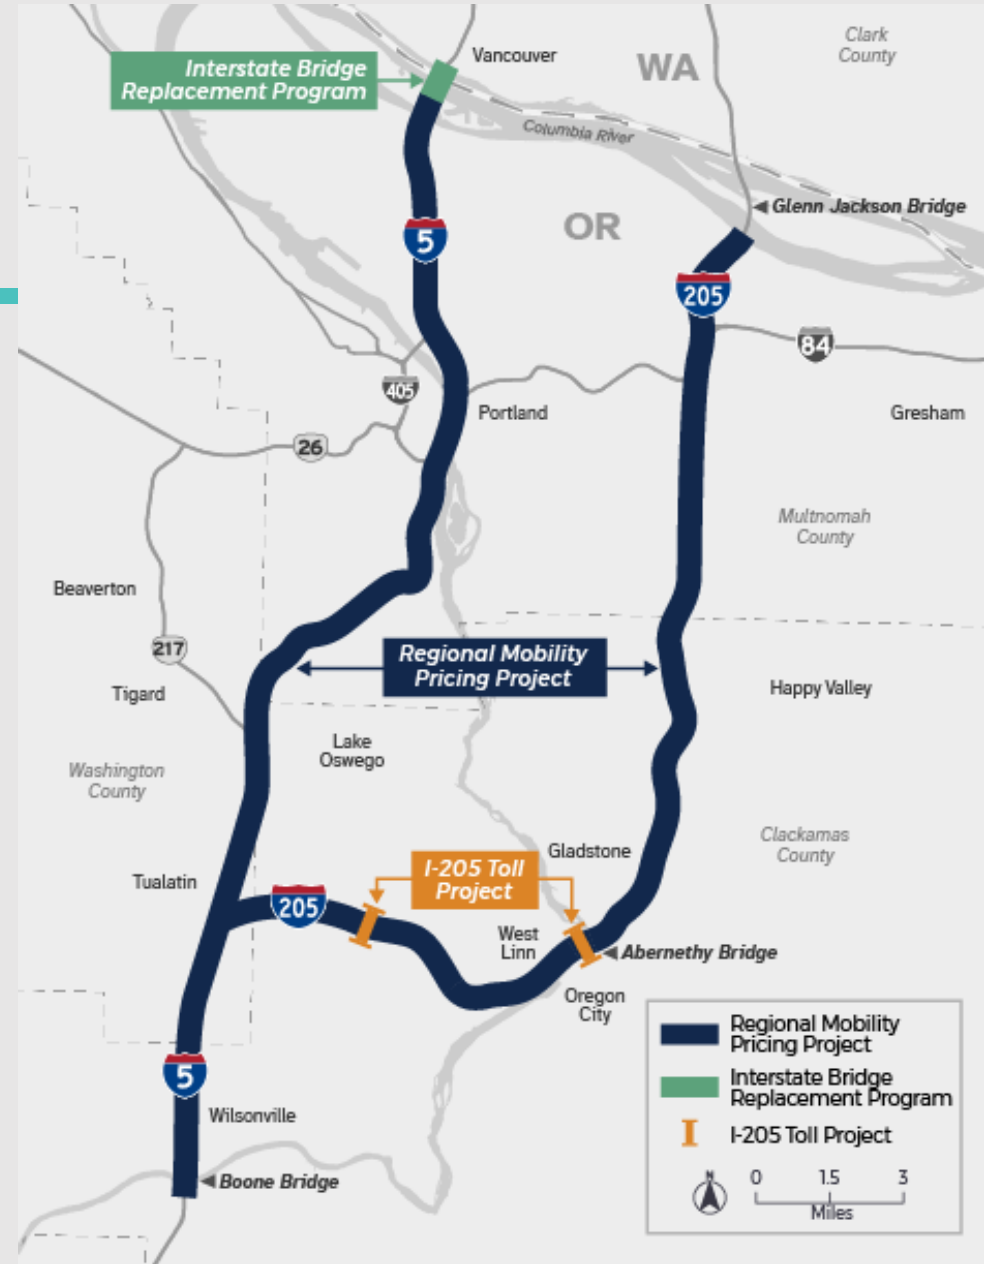 Clark
County
Vancouver
WA
Interstate Bridge
Replacement Program
Columbia River
Glenn Jackson Bridge
OR
5
205
84
405
Portland
Gresham
26
Multnomah
County
Beaverton
217
Regional Mobility
Pricing Project
Tigard
Happy Valley
Lake
Oswego
Washington
County
Clackamas
County
Gladstone
I-205 Toll
Project
Tualatin
205
West
Linn
Abernethy Bridge
Oregon
City
5
Wilsonville
Boone Bridge
Regional Mobility
Pricing Project
Interstate Bridge
Replacement Program
I-205 Toll Project
N
0 1.5 3
Miles